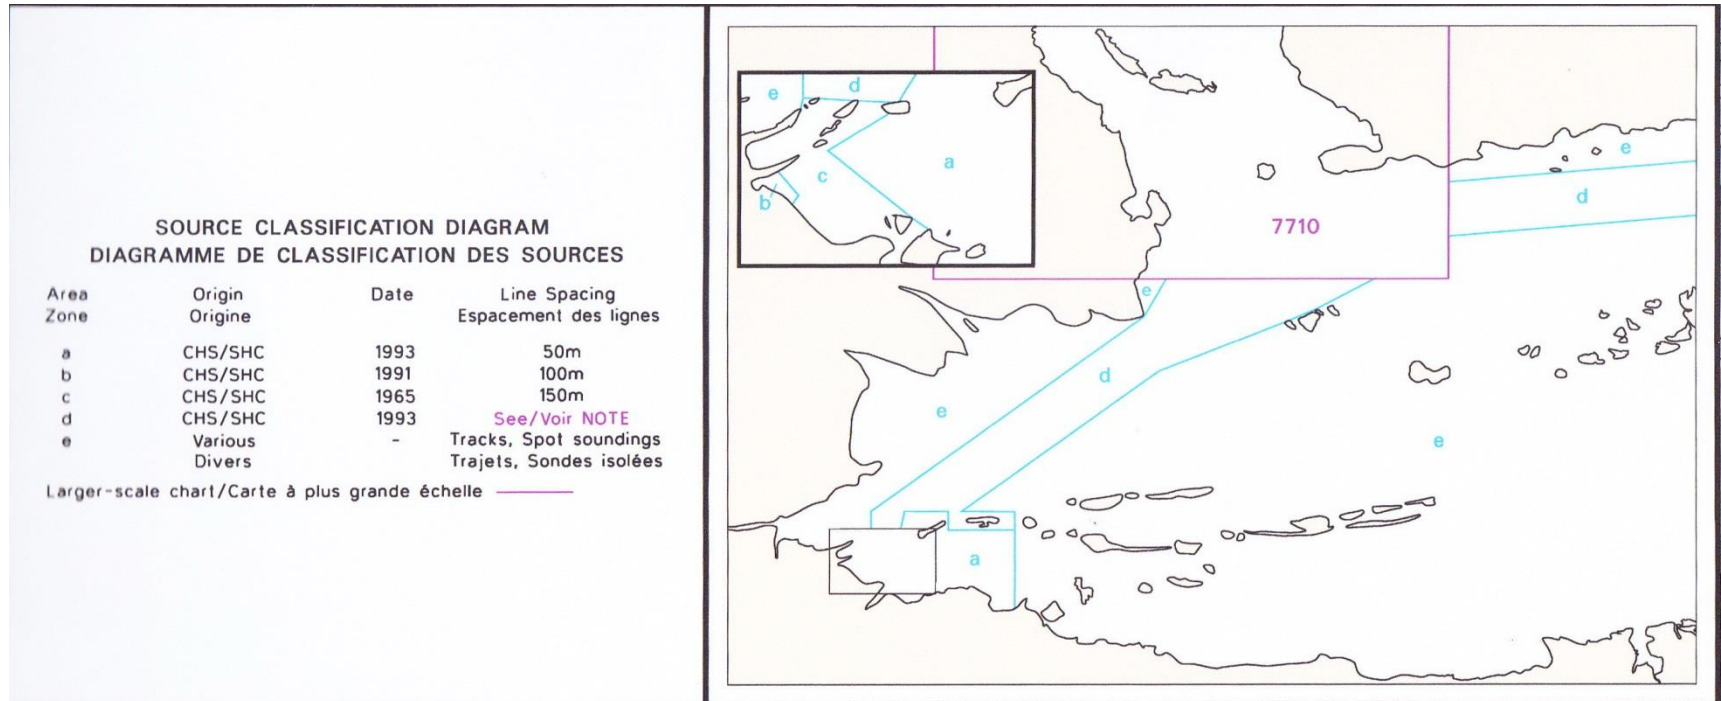 SOURCE CLASSIFICATION DIAGRAM
DIAGRAMME DE CLASSIFICATION DES SOURCES
Area Origin Date Line Spacing
Zone Origine Espacement des lignes
a CHS/SHC 1993 50m
b CHS/SHC 1991 100m
c CHS/SHC 1965 150m
d CHS/SHC 1993 See/Voir NOTE
e Various - Tracks, Spot soundings
Divers Trajets, Sondes isolées
Larger-scale chart/Carte à plus grande échelle
e
d
a
c
b
7710
e
d
e
d
e
e
a